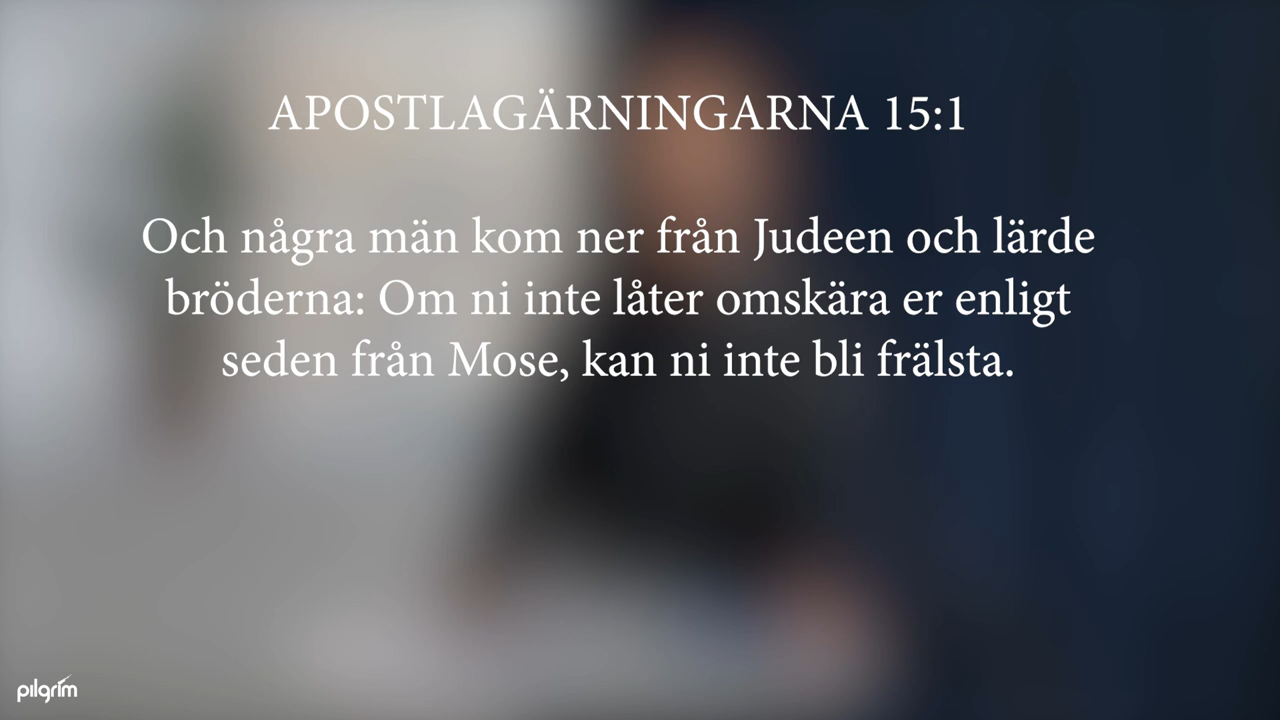 APOSTLAGÄRNINGARNA 15:1
Och några män kom ner från Judeen och lärde
bröderna: Om ni inte låter omskära er enligt
seden från Mose, kan ni inte bli frälsta.
pilgrim